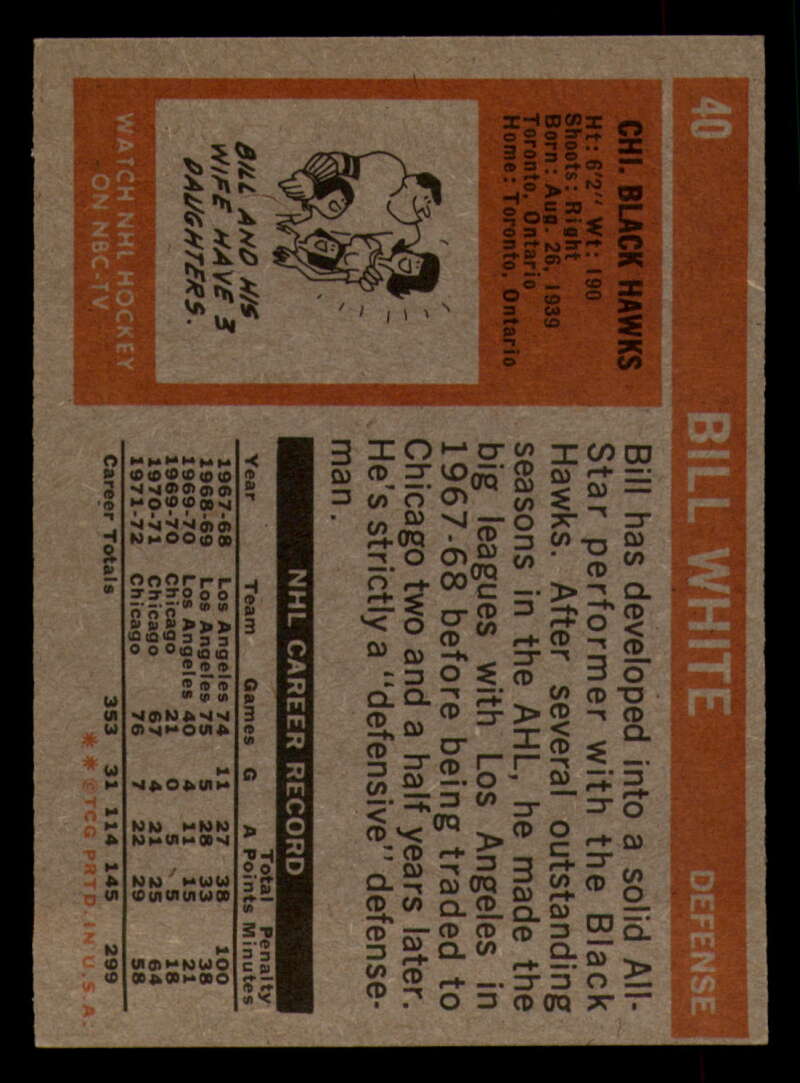 40 BILL WHITE DEFENSE
CHI. BLACK HAWKS
Ht: 6'2" Wt: 190
Shoots: Right
Born: Aug. 26, 1939
Toronto, Ontario
Home: Toronto, Ontario
BILL AND HIS
WIFE HAVE 3
DAUGHTERS.
WATCH NHL HOCKEY
ON NBC-TV
Bill has developed into a solid All-
Star performer with the Black
Hawks. After several outstanding
seasons in the AHL, he made the
big leagues with Los Angeles in
1967-68 before being traded to
Chicago two and a half years later.
He's strictly a "defensive" defense-
man.
NHL CAREER RECORD
Total Penalty
Year Team Games G A Points Minutes
1967-68 Los Angeles 74 11 27 38 100
1968-69 Los Angeles 75 5 28 33 38
1969-70 Los Angeles 40 4 11 15 21
1969-70 Chicago 21 0 5 5 18
1970-71 Chicago 67 4 21 25 64
1971-72 Chicago 76 7 22 29 58
Career Totals 353 31 114 145 299
**©TCG PRTD. IN U.S.A.